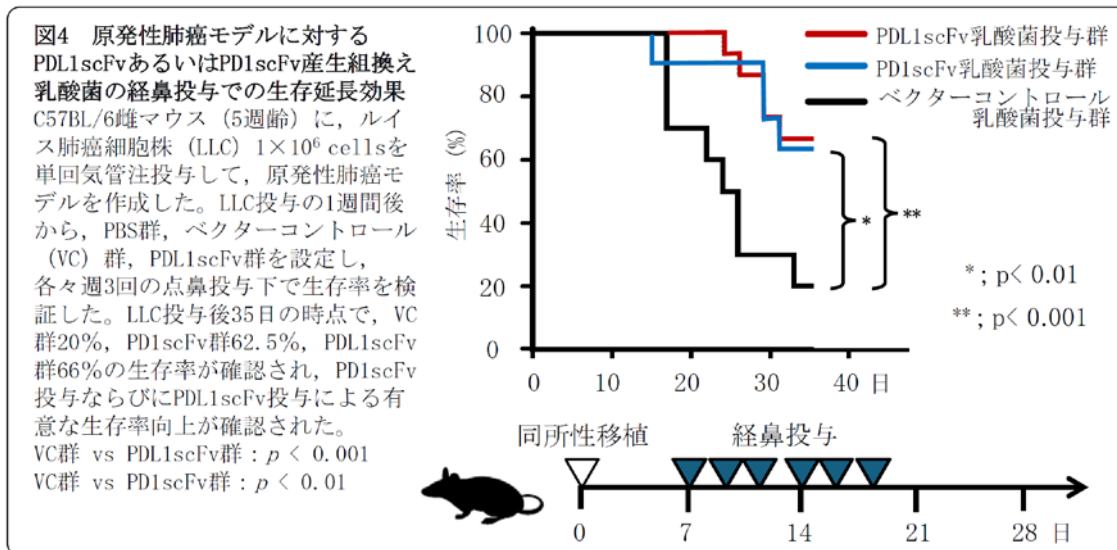 図4　原発性肺癌モデルに対する
PDL1scFvあるいはPD1scFv産生組換え
乳酸菌の経鼻投与での生存延長効果
C57BL/6雌マウス（5週齢）に，ルイ
ス肺癌細胞株（LLC）1×10⁶ cellsを
単回気管注投与して，原発性肺癌モ
デルを作成した。LLC投与の1週間後
から，PBS群，ベクターコントロール
（VC）群，PDL1scFv群を設定し，
各々週3回の点鼻投与下で生存率を検
証した。LLC投与後35日の時点で，VC
群20%，PD1scFv群62.5%，PDL1scFv
群66%の生存率が確認され，PD1scFv
投与ならびにPDL1scFv投与による有
意な生存率向上が確認された。
VC群 vs PDL1scFv群：p < 0.001
VC群 vs PD1scFv群：p < 0.01
生存率 (%)
100
80
60
40
20
0
0 10 20 30 40 日
PDL1scFv乳酸菌投与群
PD1scFv乳酸菌投与群
ベクターコントロール
乳酸菌投与群
* **
*；p< 0.01
**；p< 0.001
同所性移植 経鼻投与
0 7 14 21 28 日